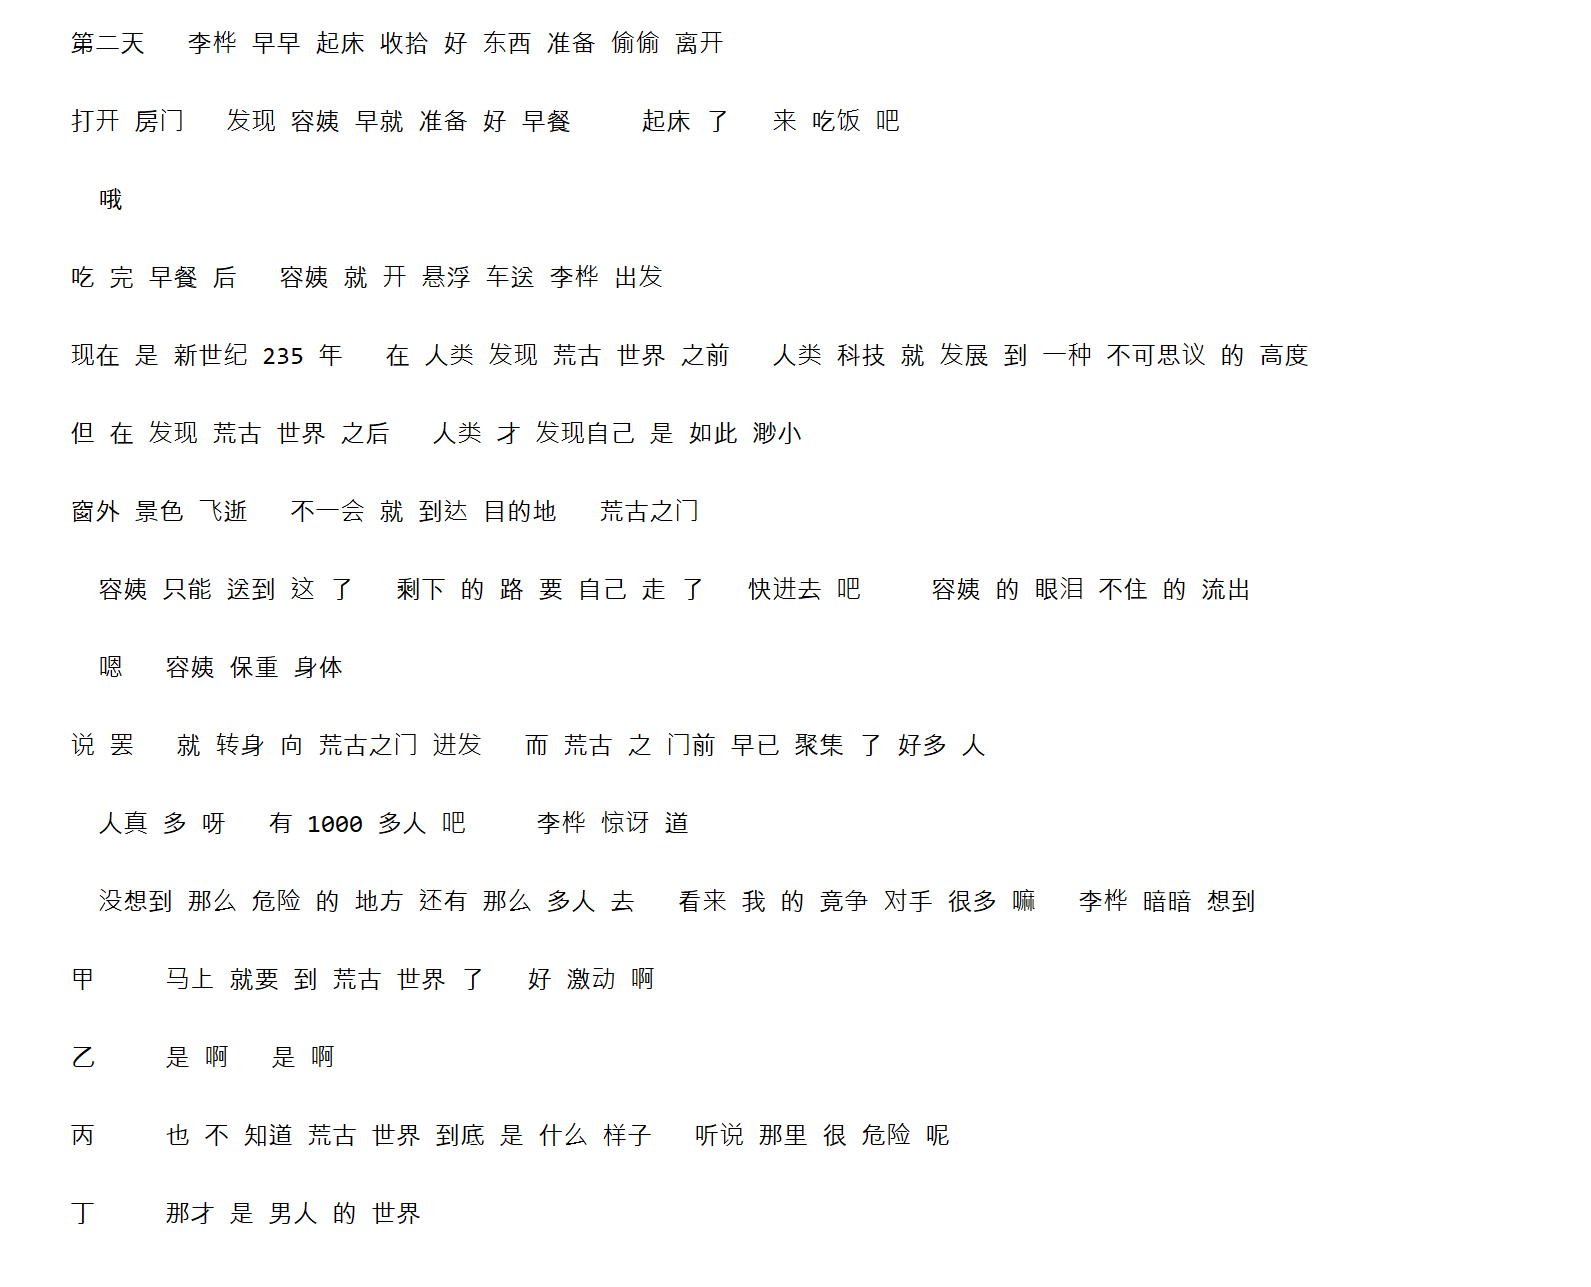 第二天 李桦 早早 起床 收拾 好 东西 准备 偷偷 离开
打开 房门 发现 容姨 早就 准备 好 早餐 起床 了 来 吃饭 吧
哦
吃 完 早餐 后 容姨 就 开 悬浮 车送 李桦 出发
现在 是 新世纪 235 年 在 人类 发现 荒古 世界 之前 人类 科技 就 发展 到 一种 不可思议 的 高度
但 在 发现 荒古 世界 之后 人类 才 发现自己 是 如此 渺小
窗外 景色 飞逝 不一会 就 到达 目的地 荒古之门
容姨 只能 送到 这 了 剩下 的 路 要 自己 走 了 快进去 吧 容姨 的 眼泪 不住 的 流出
嗯 容姨 保重 身体
说 罢 就 转身 向 荒古之门 进发 而 荒古 之 门前 早已 聚集 了 好多 人
人真 多 呀 有 1000 多人 吧 李桦 惊讶 道
没想到 那么 危险 的 地方 还有 那么 多人 去 看来 我 的 竞争 对手 很多 嘛 李桦 暗暗 想到
甲 马上 就要 到 荒古 世界 了 好 激动 啊
乙 是 啊 是 啊
丙 也 不 知道 荒古 世界 到底 是 什么 样子 听说 那里 很 危险 呢
丁 那才 是 男人 的 世界